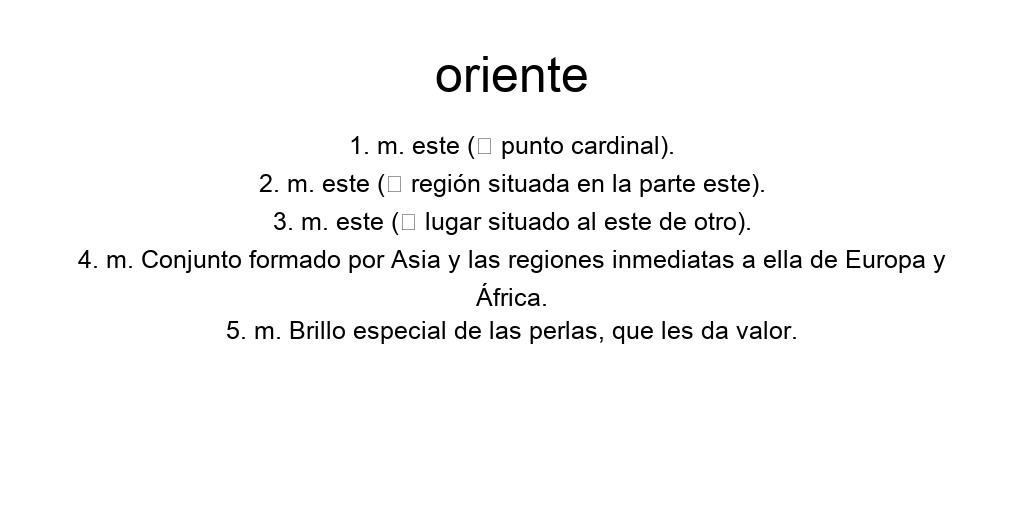 oriente
1. m. este (□ punto cardinal).
2. m. este (□ región situada en la parte este).
3. m. este (□ lugar situado al este de otro).
4. m. Conjunto formado por Asia y las regiones inmediatas a ella de Europa y
África.
5. m. Brillo especial de las perlas, que les da valor.